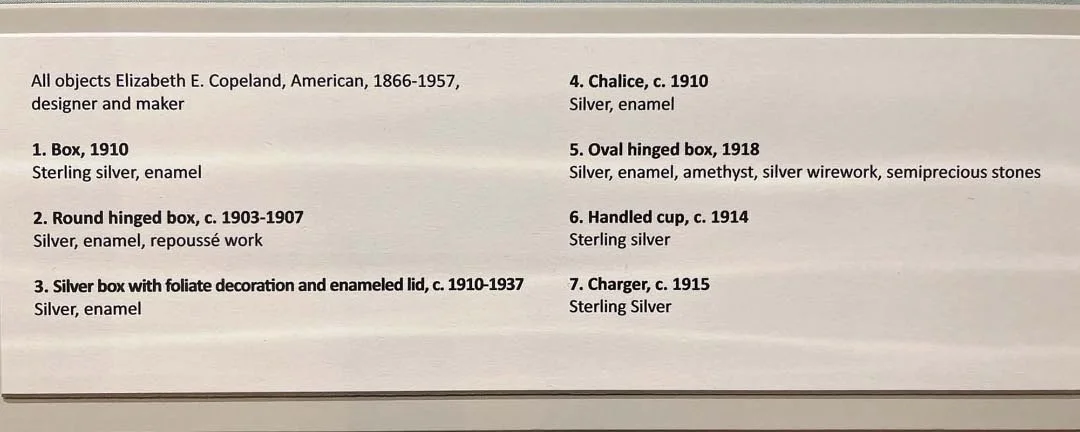 All objects Elizabeth E. Copeland, American, 1866-1957,
designer and maker
1. Box, 1910
Sterling silver, enamel
2. Round hinged box, c. 1903-1907
Silver, enamel, repoussé work
3. Silver box with foliate decoration and enameled lid, c. 1910-1937
Silver, enamel
4. Chalice, c. 1910
Silver, enamel
5. Oval hinged box, 1918
Silver, enamel, amethyst, silver wirework, semiprecious stones
6. Handled cup, c. 1914
Sterling silver
7. Charger, c. 1915
Sterling Silver